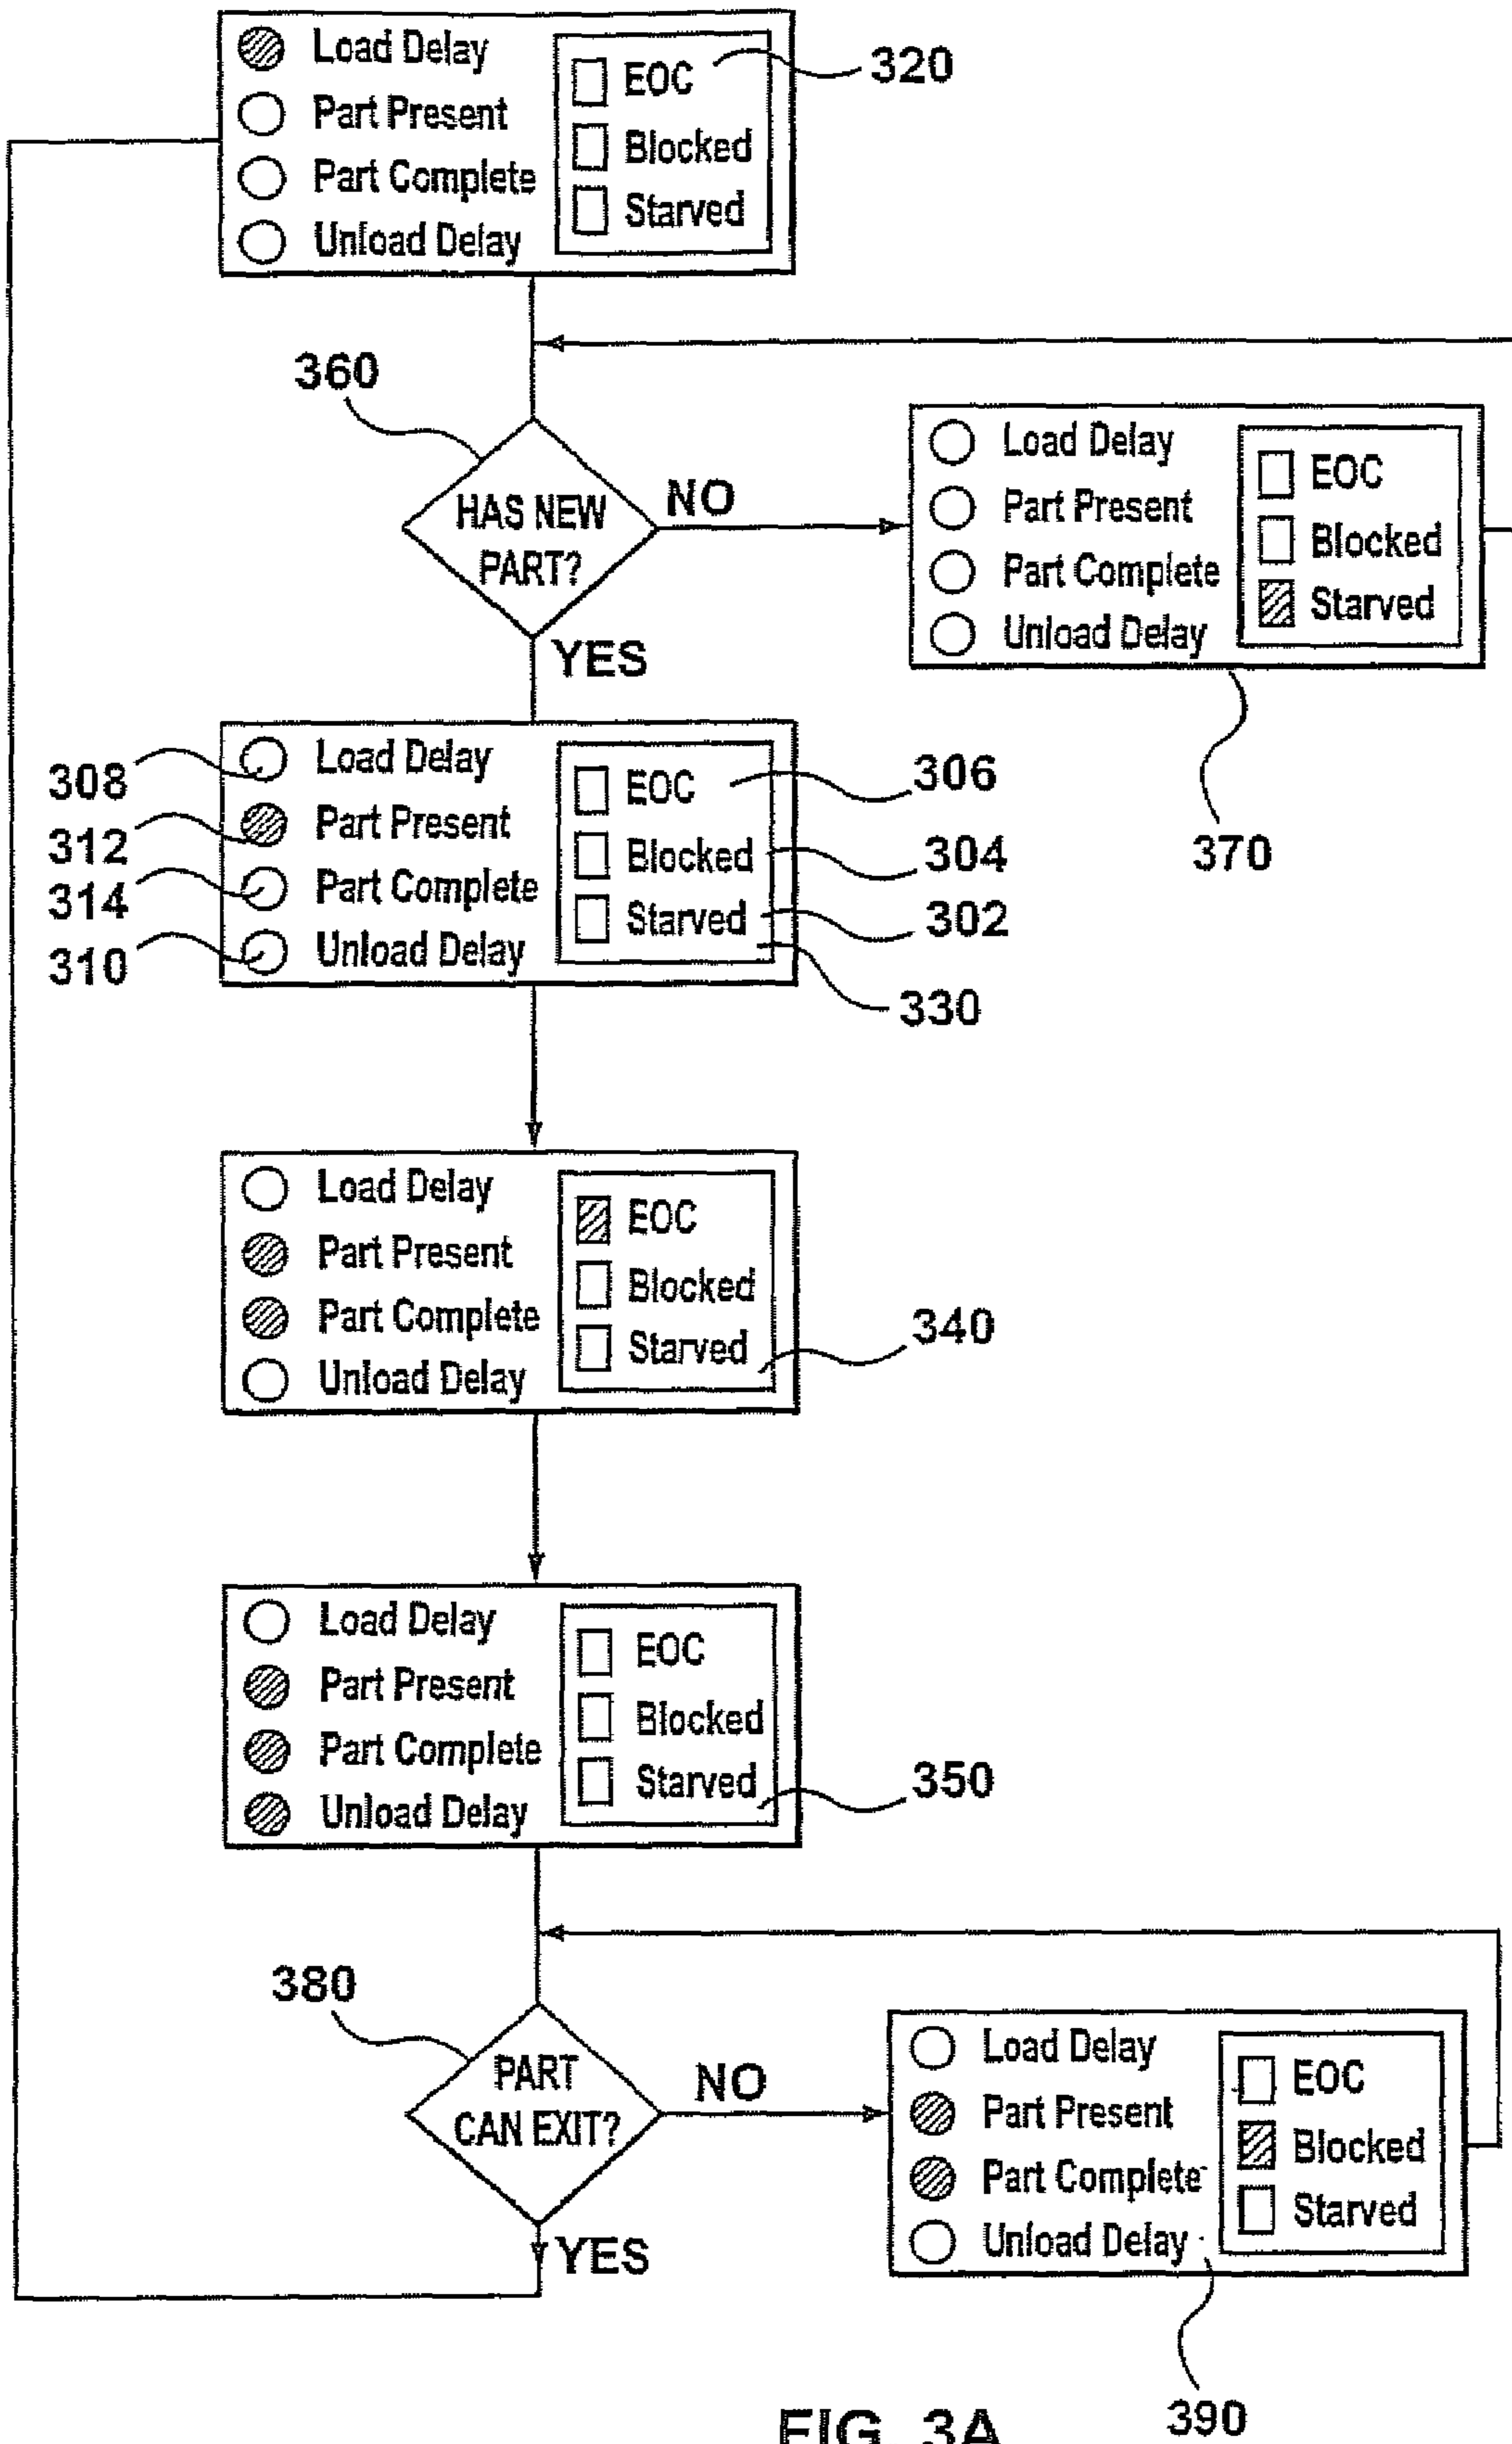 Load Delay
Part Present
Part Complete
Unload Delay
EOC
Blocked
Starved
320
360
HAS NEW
PART?
NO
YES
Load Delay
Part Present
Part Complete
Unload Delay
EOC
Blocked
Starved
370
308
312
314
310
Load Delay
Part Present
Part Complete
Unload Delay
EOC
Blocked
Starved
306
304
302
330
Load Delay
Part Present
Part Complete
Unload Delay
EOC
Blocked
Starved
340
Load Delay
Part Present
Part Complete
Unload Delay
EOC
Blocked
Starved
350
380
PART
CAN EXIT?
NO
YES
Load Delay
Part Present
Part Complete
Unload Delay
EOC
Blocked
Starved
390
FIG. 3A